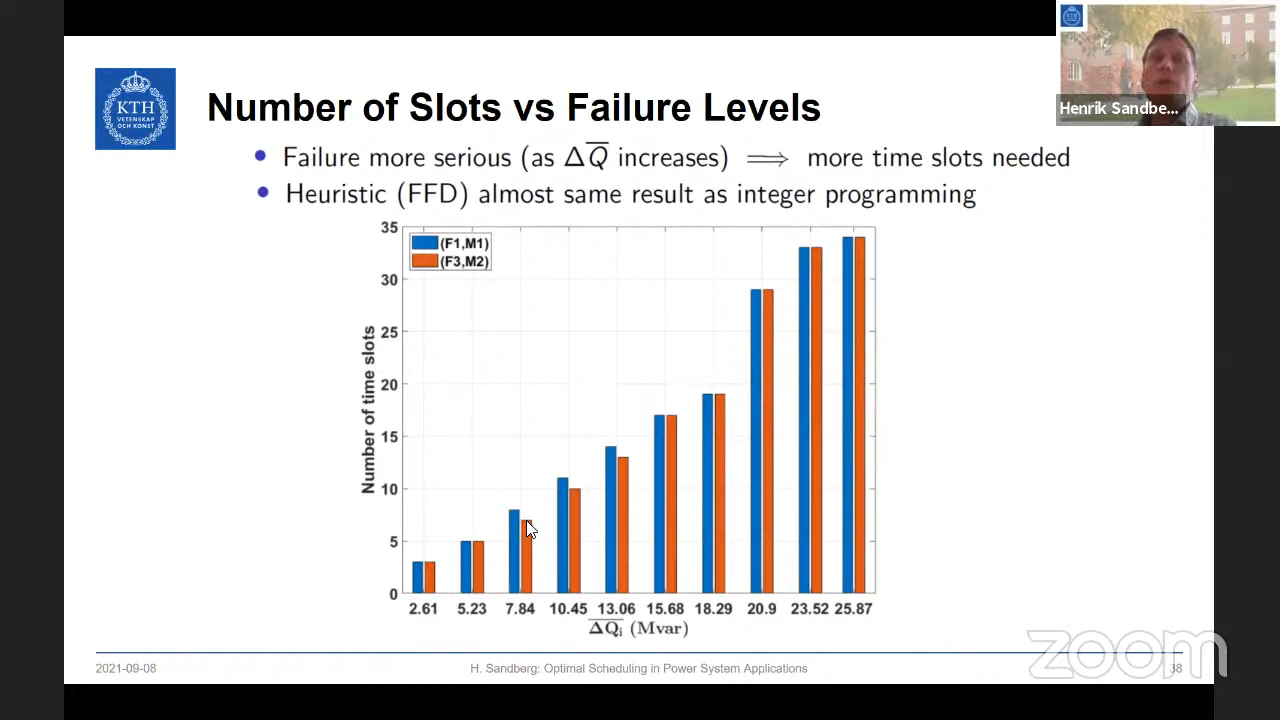 KTH
VETENSKAP
OCH KONST
Number of Slots vs Failure Levels
KTH
Henrik Sandbe...
• Failure more serious (as ΔQ̅ increases) ⟹ more time slots needed
• Heuristic (FFD) almost same result as integer programming
(F1,M1)
(F3,M2)
Number of time slots
35
30
25
20
15
10
5
0
2.61 5.23 7.84 10.45 13.06 15.68 18.29 20.9 23.52 25.87
Δ̅Q̅ᵢ (Mvar)
zoom
2021-09-08 H. Sandberg: Optimal Scheduling in Power System Applications 38